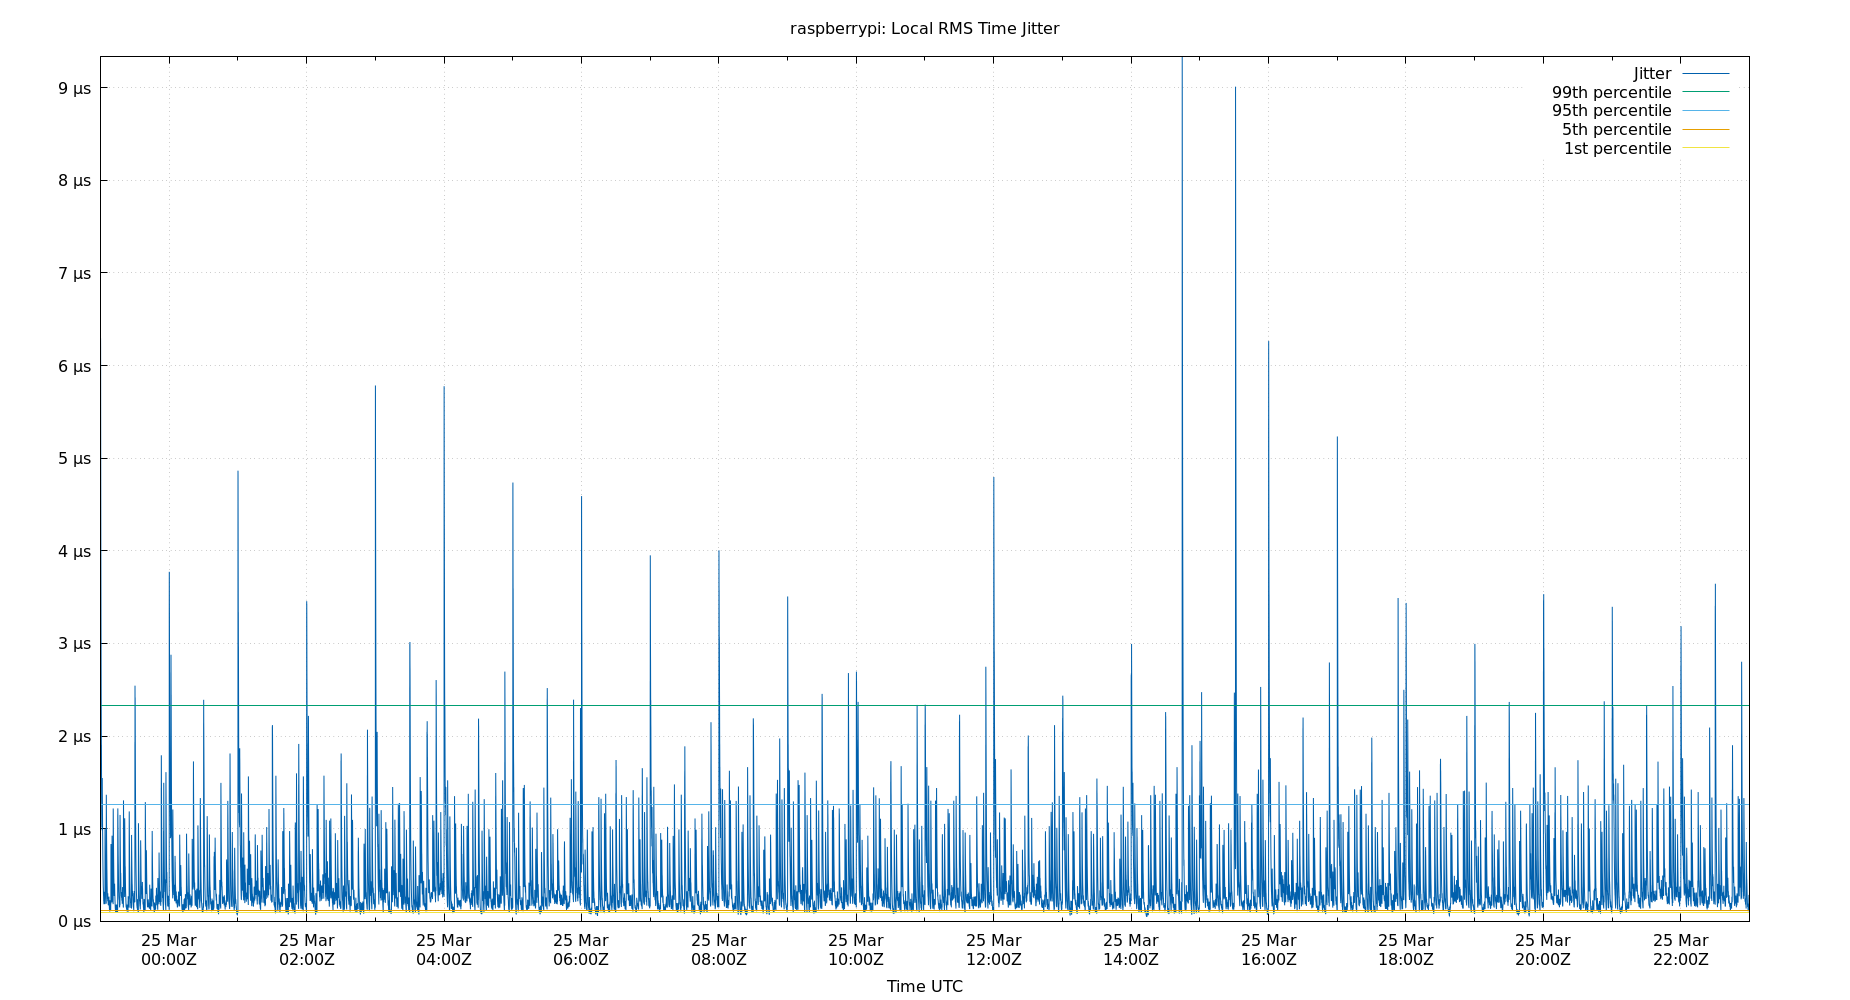 raspberrypi: Local RMS Time Jitter
Jitter
99th percentile
95th percentile
5th percentile
1st percentile
9 µs
8 µs
7 µs
6 µs
5 µs
4 µs
3 µs
2 µs
1 µs
0 µs
25 Mar 25 Mar 25 Mar 25 Mar 25 Mar 25 Mar 25 Mar 25 Mar 25 Mar 25 Mar 25 Mar 25 Mar
00:00Z 02:00Z 04:00Z 06:00Z 08:00Z 10:00Z 12:00Z 14:00Z 16:00Z 18:00Z 20:00Z 22:00Z
Time UTC